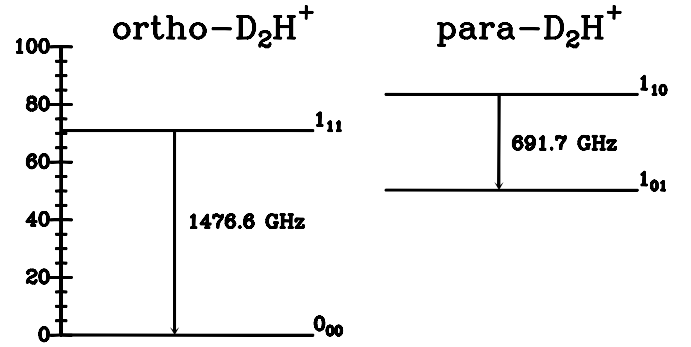 ortho-D₂H⁺
para-D₂H⁺
100
80
60
40
20
0
1₁₁
1476.6 GHz
0₀₀
1₁₀
691.7 GHz
1₀₁